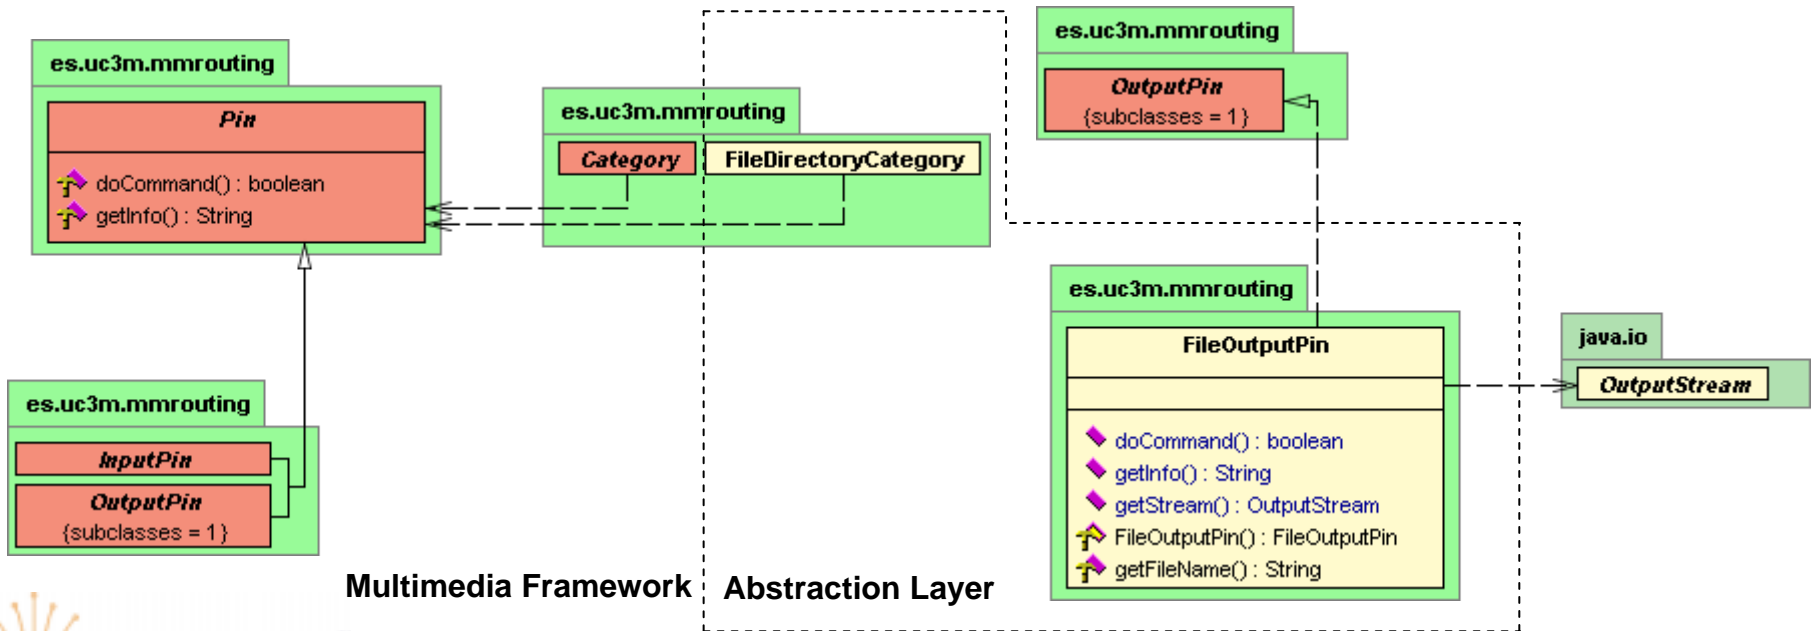 es.uc3m.mmrouting
Pin
doCommand() : boolean
getInfo() : String
es.uc3m.mmrouting
Category
FileDirectoryCategory
es.uc3m.mmrouting
OutputPin
{subclasses = 1}
es.uc3m.mmrouting
FileOutputPin
doCommand() : boolean
getInfo() : String
getStream() : OutputStream
FileOutputPin() : FileOutputPin
getFileName() : String
java.io
OutputStream
es.uc3m.mmrouting
InputPin
OutputPin
{subclasses = 1}
Multimedia Framework
Abstraction Layer